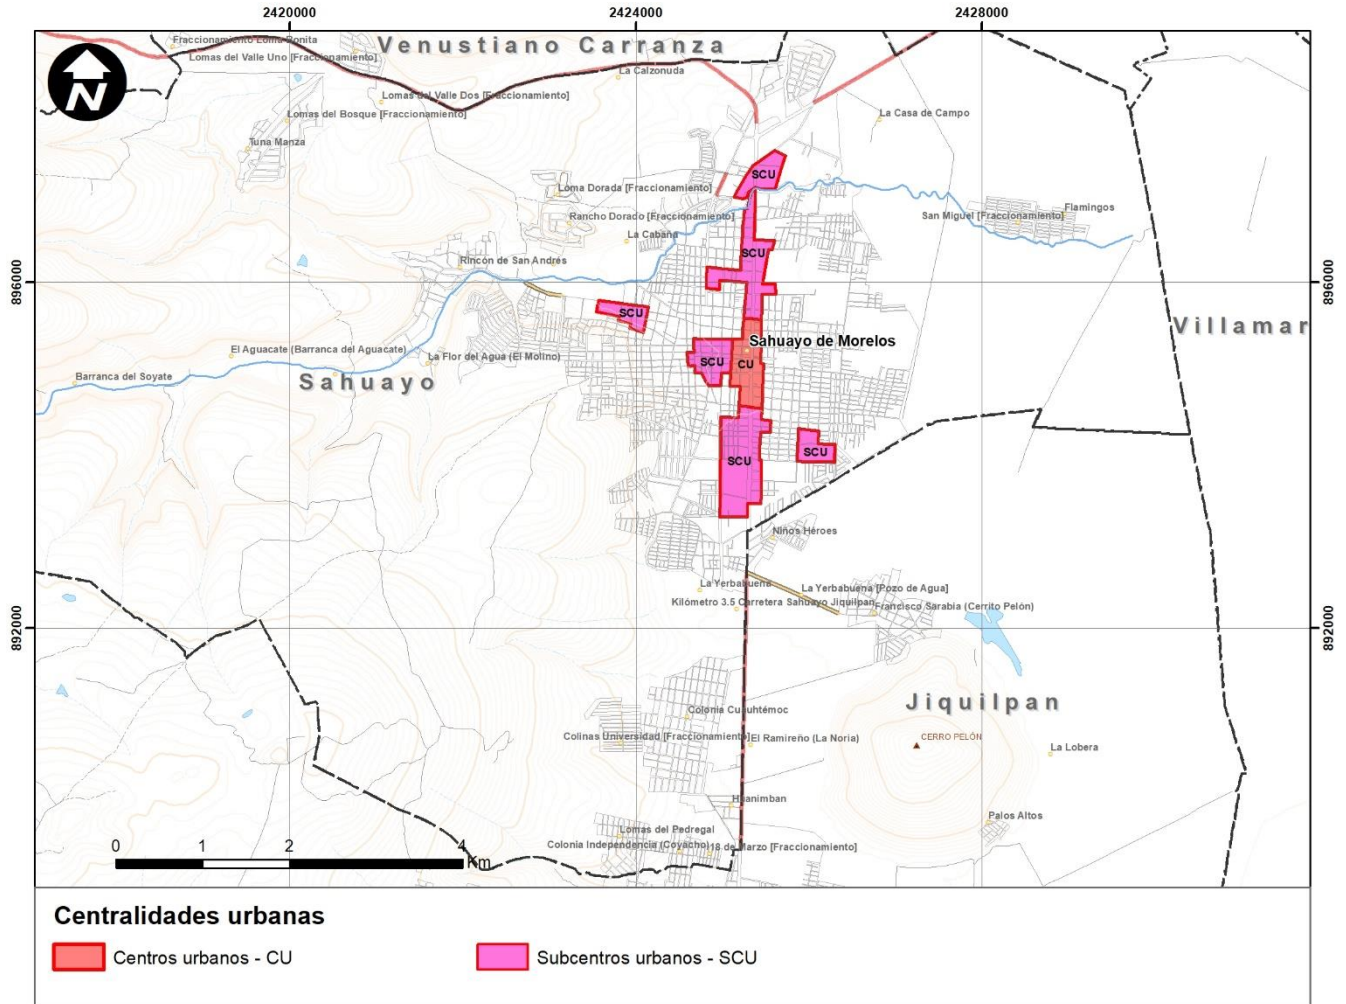 2420000
2424000
2428000
Fraccionamiento Loma Bonita
Venustiano Carranza
Lomas del Valle Uno [Fraccionamiento]
La Calzonuda
N
Lomas del Valle Dos [Fraccionamiento]
Lomas del Bosque [Fraccionamiento]
La Casa de Campo
Tuna Manza
SCU
Loma Dorada [Fraccionamiento]
Flamingos
Rancho Dorado [Fraccionamiento]
San Miguel [Fraccionamiento]
La Cabaña
SCU
Rincón de San Andrés
896000
896000
SCU
Villamar
Sahuayo de Morelos
El Aguacate (Barranca del Aguacate)
La Flor del Agua (El Molino)
SCU
CU
Barranca del Soyate
Sahuayo
SCU
SCU
Niños Héroes
La Yerbabuena
La Yerbabuena [Pozo de Agua]
Kilómetro 3.5 Carretera Sahuayo Jiquilpan
Francisco Sarabia (Cerrito Pelón)
892000
892000
Jiquilpan
Colonia Cuauhtémoc
Colinas Universidad [Fraccionamiento]
El Ramireño (La Noria)
CERRO PELÓN
La Lobera
Huanimban
Palos Altos
Lomas del Pedregal
0 1 2 4
Km
Colonia Independencia (Coyacho)
18 de Marzo [Fraccionamiento]
Centralidades urbanas
Centros urbanos - CU
Subcentros urbanos - SCU